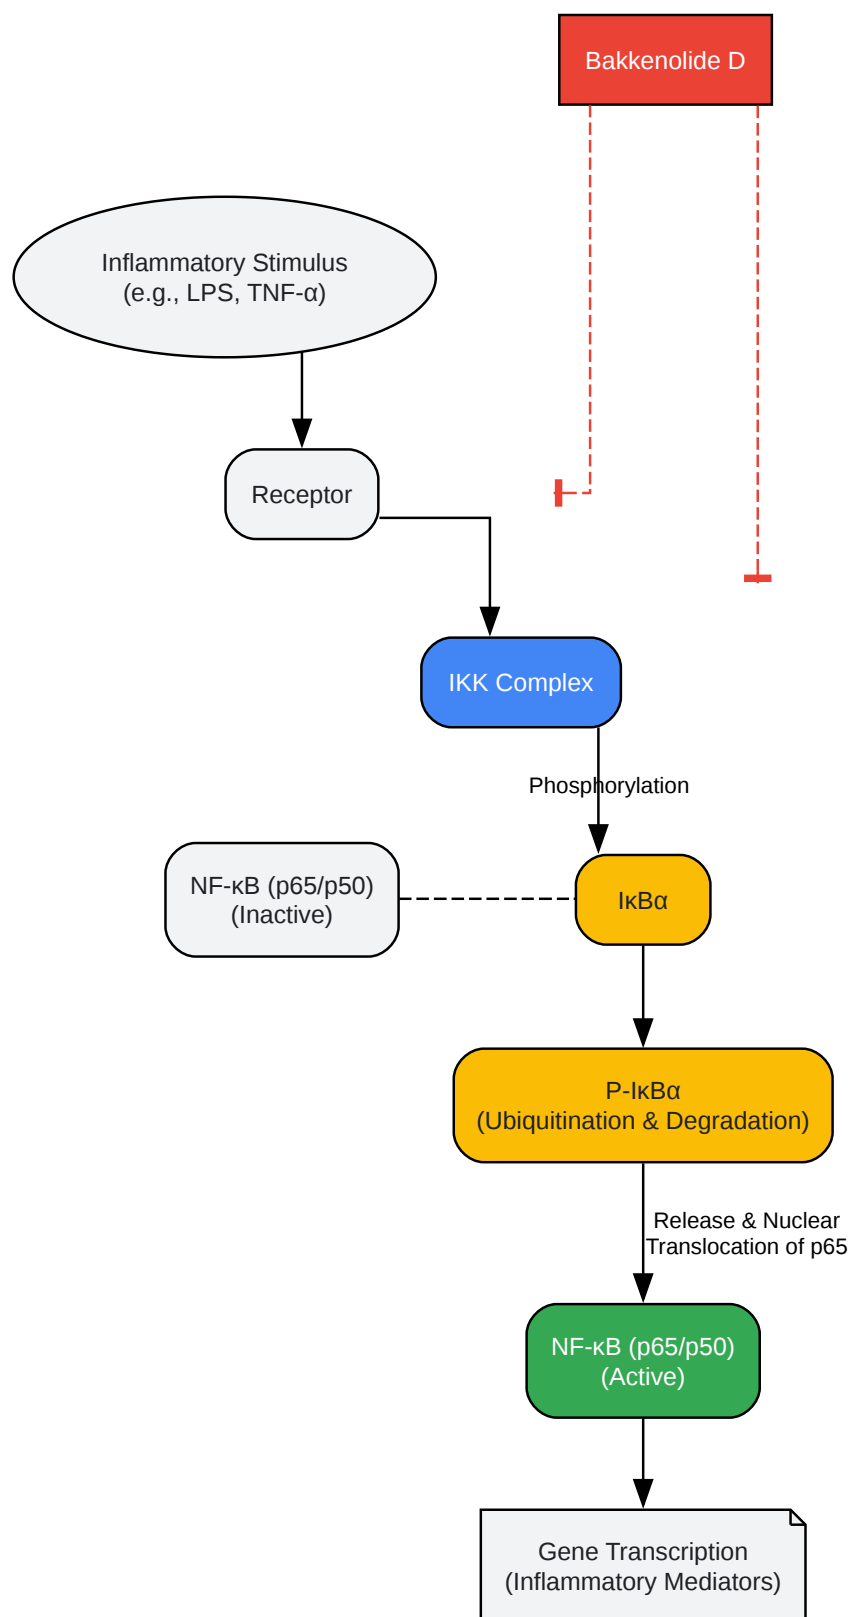 Bakkenolide D
Inflammatory Stimulus
(e.g., LPS, TNF-α)
Receptor
IKK Complex
Phosphorylation
NF-κB (p65/p50)
(Inactive)
IκBα
P-IκBα
(Ubiquitination & Degradation)
Release & Nuclear
Translocation of p65
NF-κB (p65/p50)
(Active)
Gene Transcription
(Inflammatory Mediators)